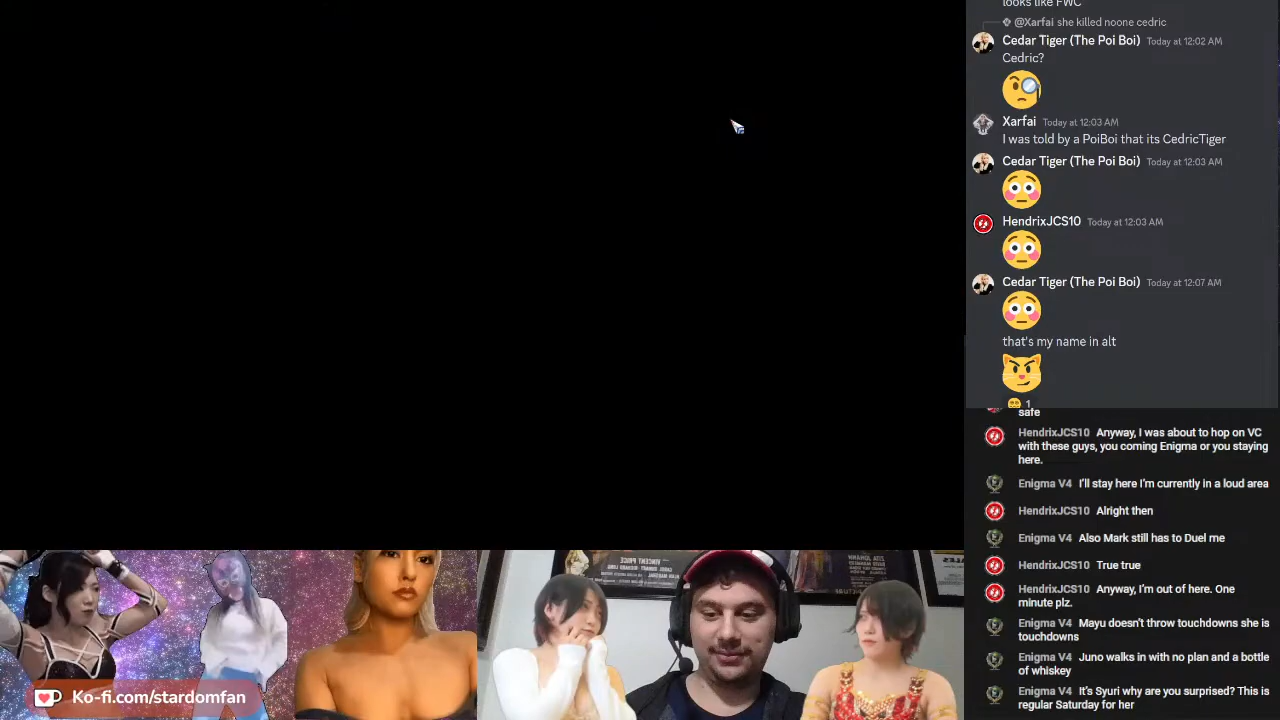 looks like FWC
@Xarfai she killed noone cedric
Cedar Tiger (The Poi Boi) Today at 12:02 AM
Cedric?
Xarfai Today at 12:03 AM
I was told by a PoiBoi that its CedricTiger
Cedar Tiger (The Poi Boi) Today at 12:03 AM
HendrixJCS10 Today at 12:03 AM
Cedar Tiger (The Poi Boi) Today at 12:07 AM
that's my name in alt
1
safe
HendrixJCS10 Anyway, I was about to hop on VC
with these guys, you coming Enigma or you staying
here.
Enigma V4 I'll stay here I'm currently in a loud area
HendrixJCS10 Alright then
Enigma V4 Also Mark still has to Duel me
HendrixJCS10 True true
HendrixJCS10 Anyway, I'm out of here. One
minute plz.
Enigma V4 Mayu doesn't throw touchdowns she is
touchdowns
Enigma V4 Juno walks in with no plan and a bottle
of whiskey
Enigma V4 It's Syuri why are you surprised? This is
regular Saturday for her
Ko-fi.com/stardomfan
VINCENT PRICE